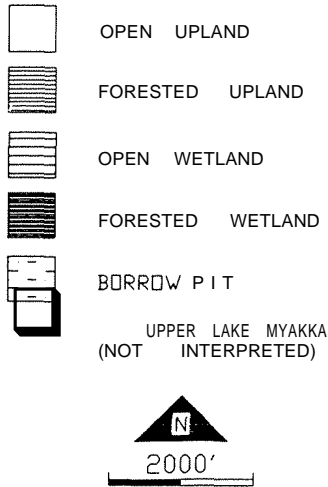 OPEN UPLAND
FORESTED UPLAND
OPEN WETLAND
FORESTED WETLAND
BORROW PIT
UPPER LAKE MYAKKA
(NOT INTERPRETED)
N
2000'